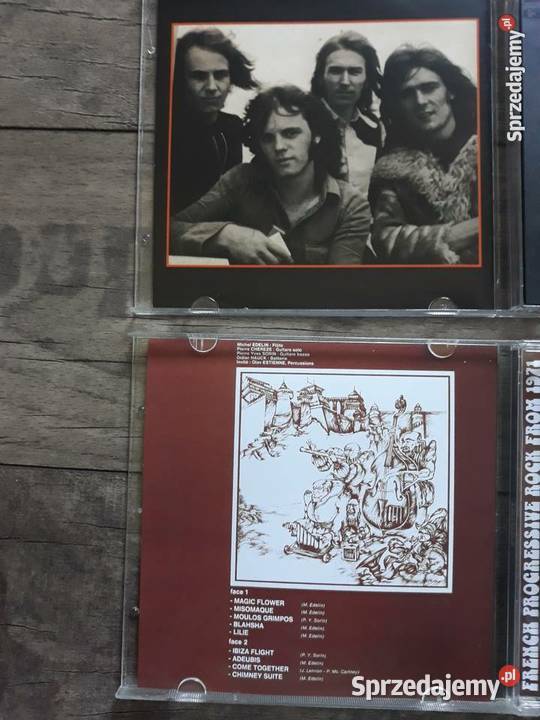 Sprzedajemy.pl
Michel EDELIN : Flûte
Pierre CHEREZE : Guitare solo
Pierre Yves SORIN : Guitare basse
Didier HAUCK : Batterie
Invité : Olas ESTIENNE, Percussions
face 1
- MAGIC FLOWER (M. Edelin)
- MISOMAQUE (M. Edelin)
- MOULOS GRIMPOS (P. Y. Sorin)
- BLAHSHA (M. Edelin)
- LILIE (M. Edelin)
face 2
- IBIZA FLIGHT (P. Y. Sorin)
- ADEUBIS (M. Edelin)
- COME TOGETHER (J. Lennon - P. Mc. Cartney)
- CHIMNEY SUITE (M. Edelin)
FRENCH PROGRESSIVE ROCK FROM 1971
Sprzedajemy.pl